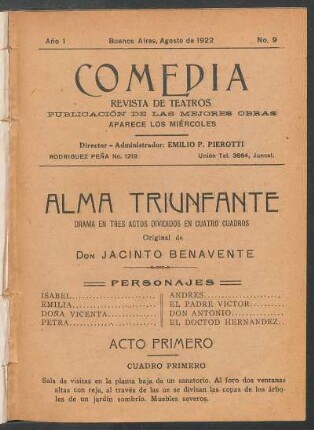 Año 1 Buenos Aires, Agosto de 1922 No. 9
COMEDIA
REVISTA DE TEATROS
PUBLICACIÓN DE LAS MEJORES OBRAS
APARECE LOS MIÉRCOLES
Director - Administrador: EMILIO P. PIEROTTI
RODRIGUEZ PEÑA No. 1219 Unión Tel. 3664, Juncal.
ALMA TRIUNFANTE
DRAMA EN TRES ACTOS DIVIDIDOS EN CUATRO CUADROS
Original de
DON JACINTO BENAVENTE
PERSONAJES
ISABEL
EMILIA
DOÑA VICENTA
PETRA
ANDRES
EL PADRE VICTOR
DON ANTONIO
EL DOCTOD HERNANDEZ
ACTO PRIMERO
CUADRO PRIMERO
Sala de visitas en la planta baja de un sanatorio. Al foro dos ventanas
altas con reja, al través de las que se divisan las copas de los árbo-
les de un jardín sombrío. Muebles severos.